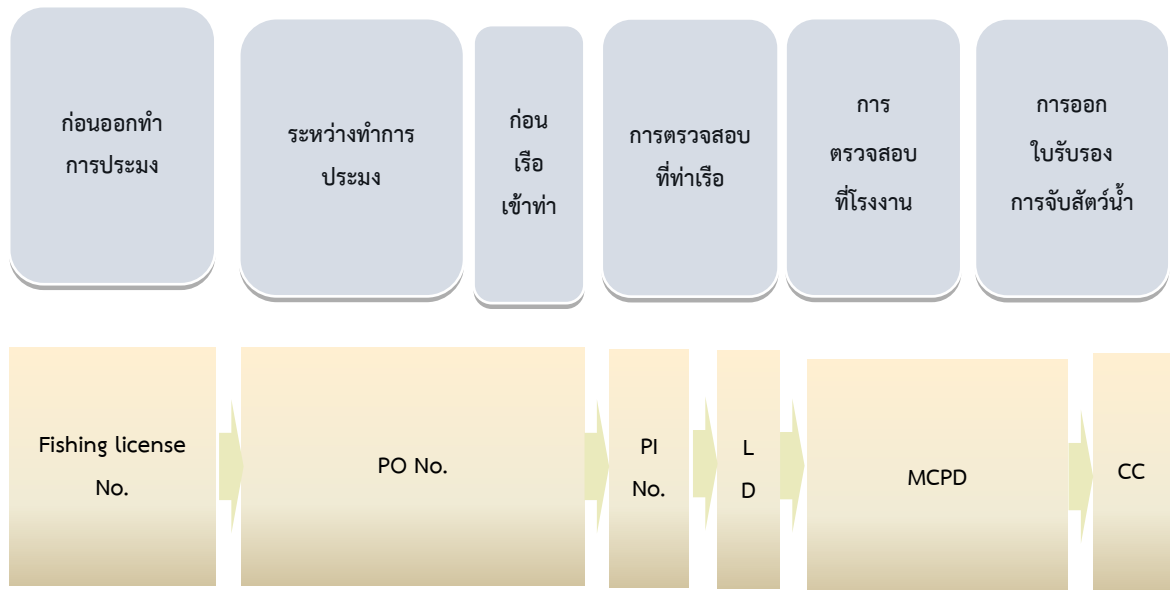 ก่อนออกทำ
การประมง
ระหว่างทำการ
ประมง
ก่อน
เรือ
เข้าท่า
การตรวจสอบ
ที่ท่าเรือ
การ
ตรวจสอบ
ที่โรงงาน
การออก
ใบรับรอง
การจับสัตว์น้ำ
Fishing license
No.
PO No.
PI
No.
L
D
MCPD
CC